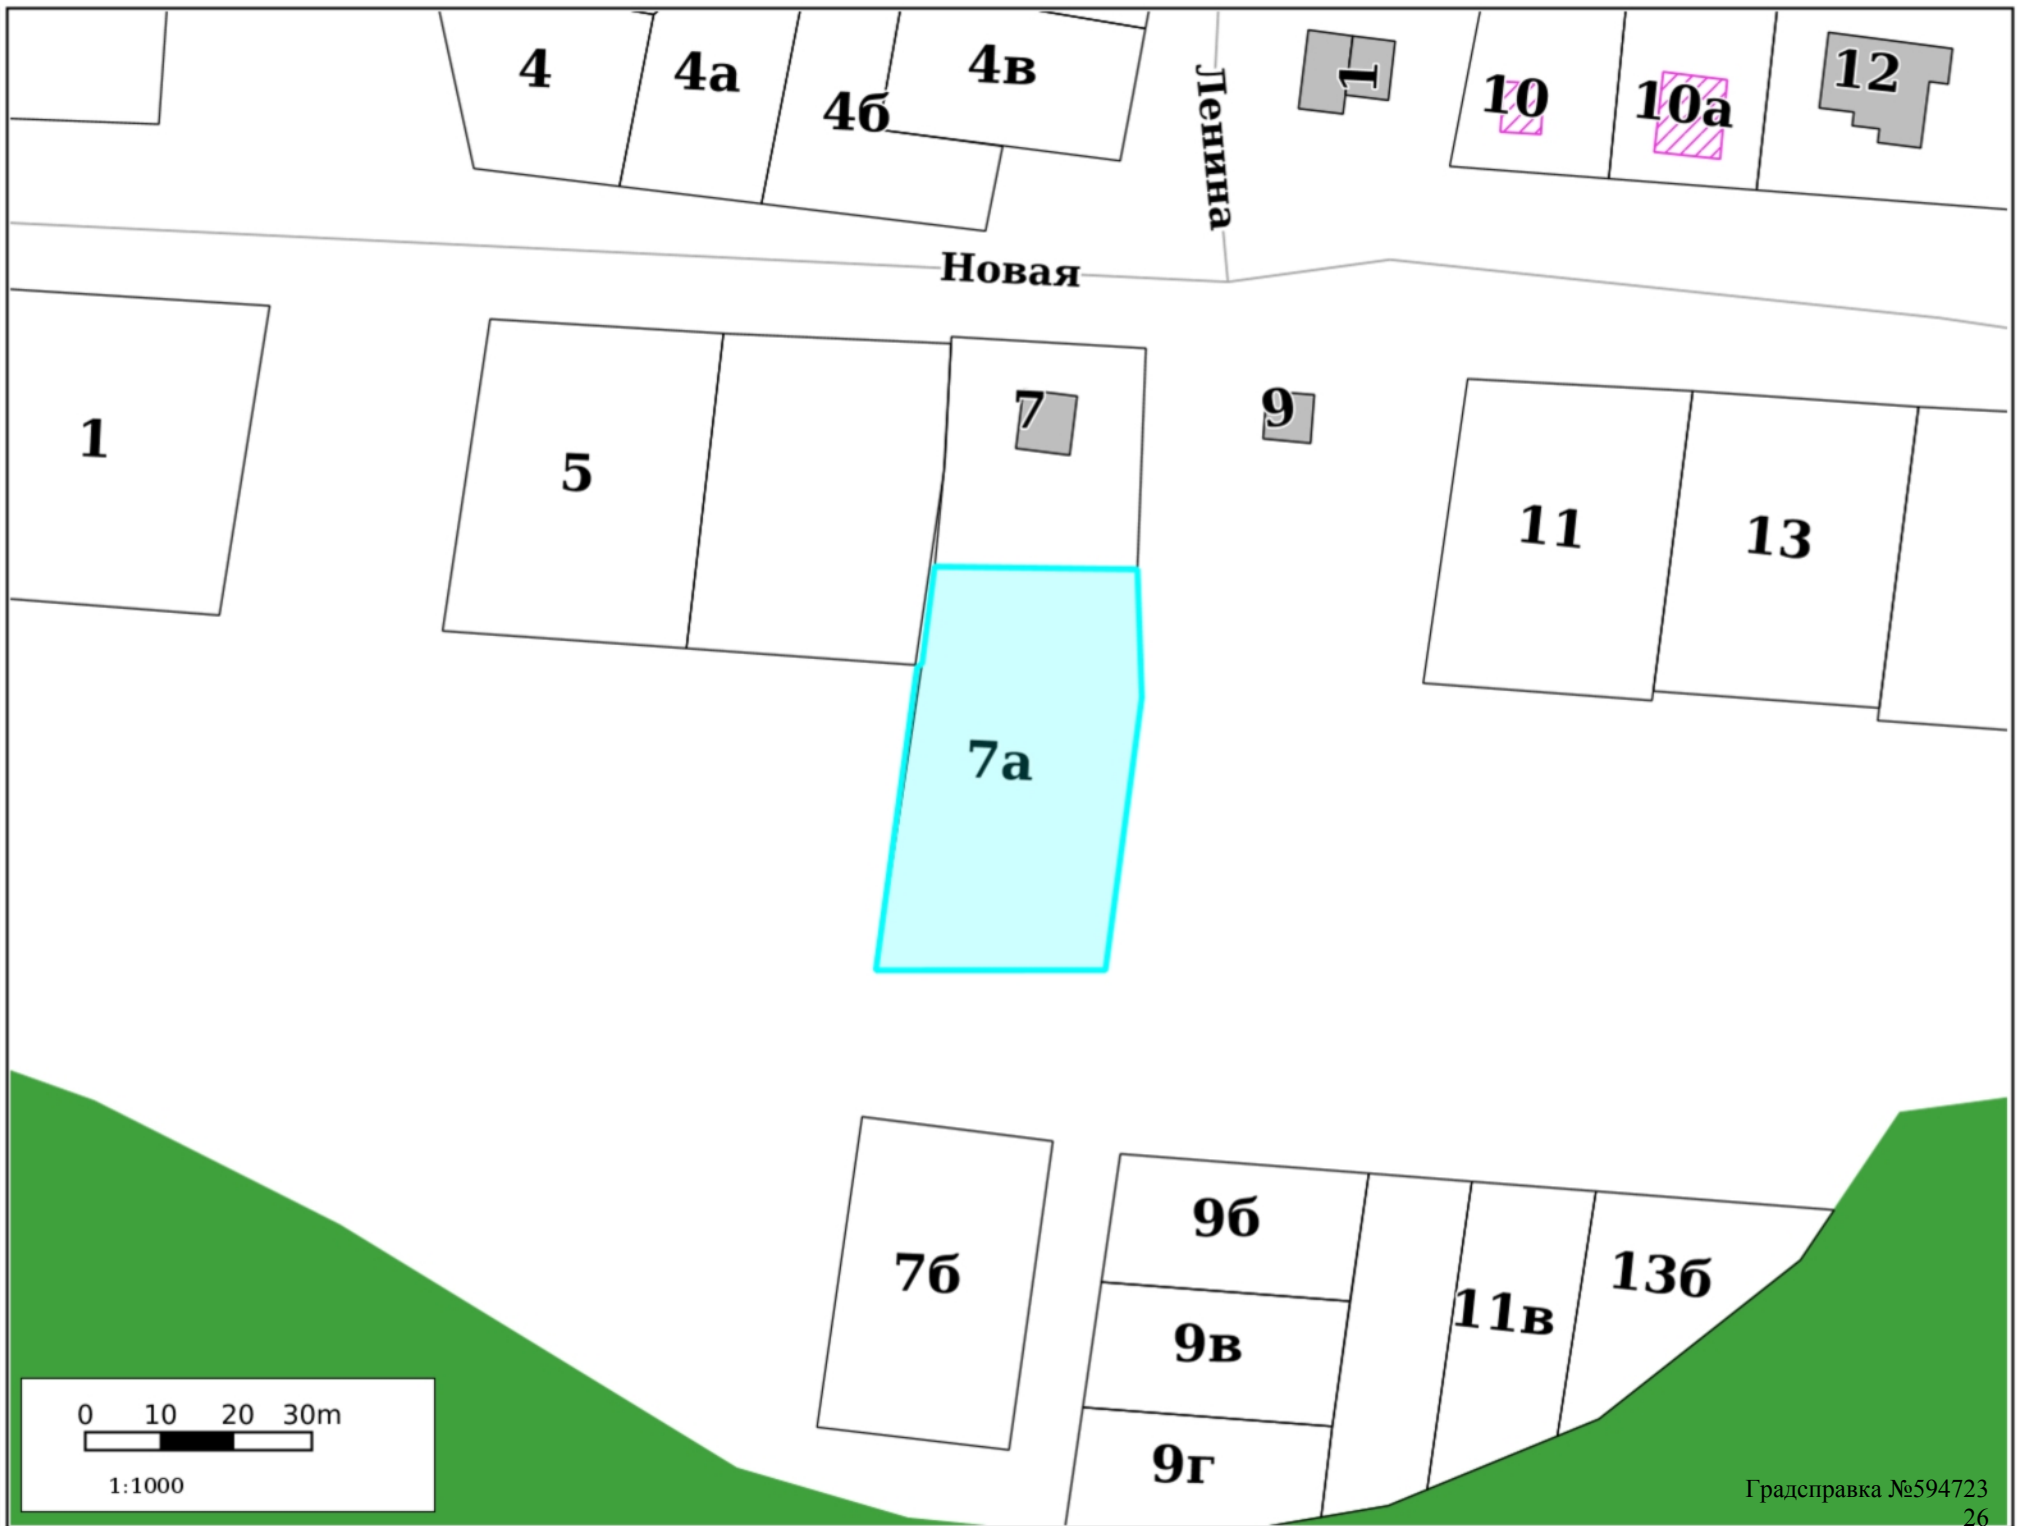 4
4а
4б
4в
Ленина
1
10
10а
12
Новая
1
5
7
9
11
13
7а
7б
9б
9в
9г
11в
13б
0 10 20 30m
1:1000
Градсправка №594723
26